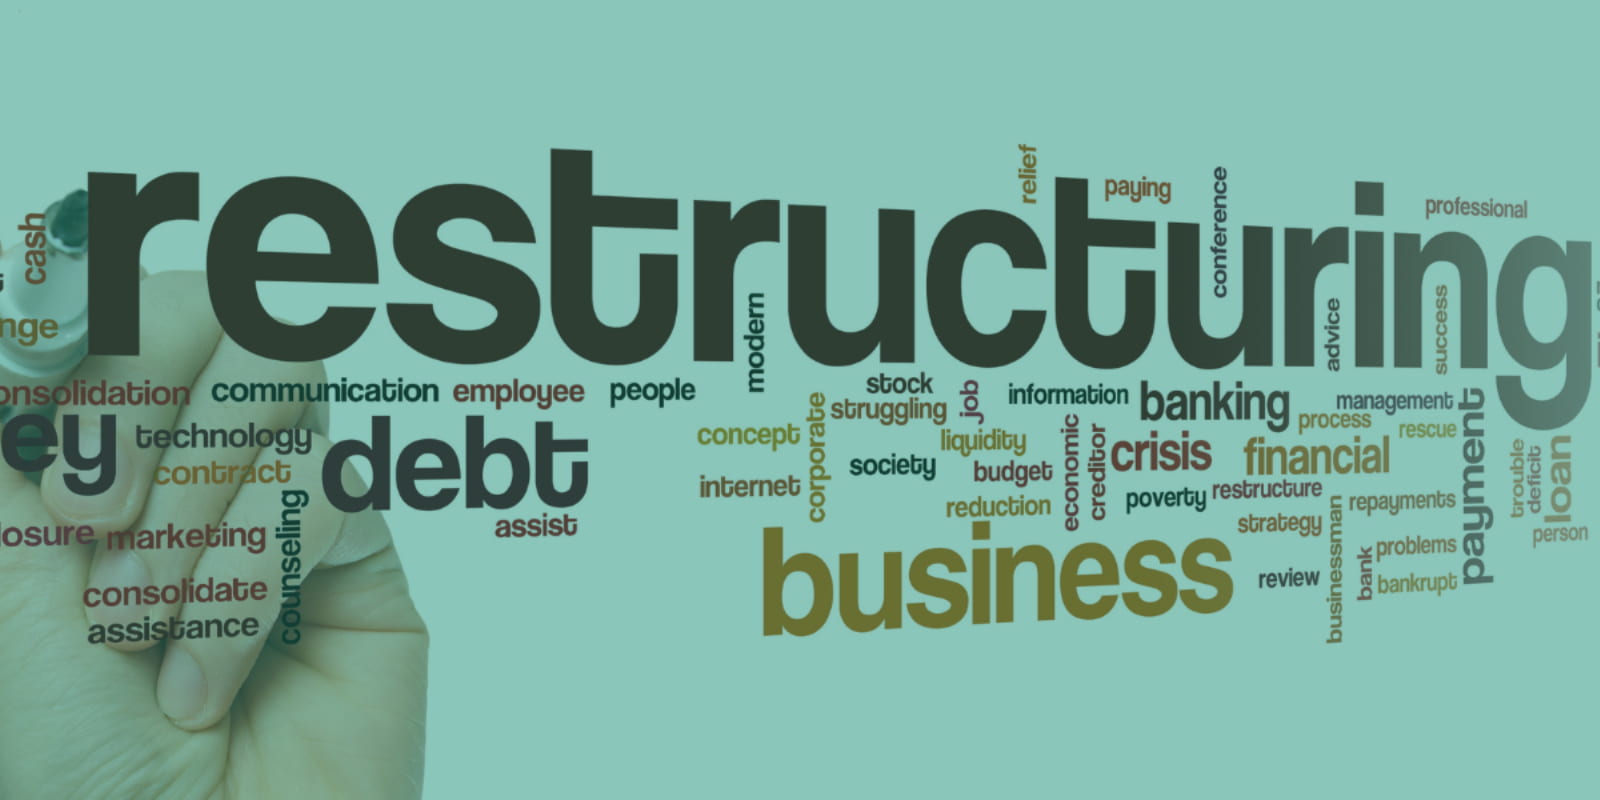 relief
paying
conference
professional
cash
restructuring
nge
modern
advice
success
onsolidation
communication
employee
people
stock
job
information
banking
management
ey
technology
debt
concept
corporate
struggling
liquidity
economic
creditor
crisis
process
rescue
payment
contract
society
budget
financial
trouble
deficit
loan
internet
reduction
poverty
restructure
repayments
counseling
assist
strategy
businessman
losure
marketing
business
bank
problems
person
consolidate
review
bankrupt
assistance